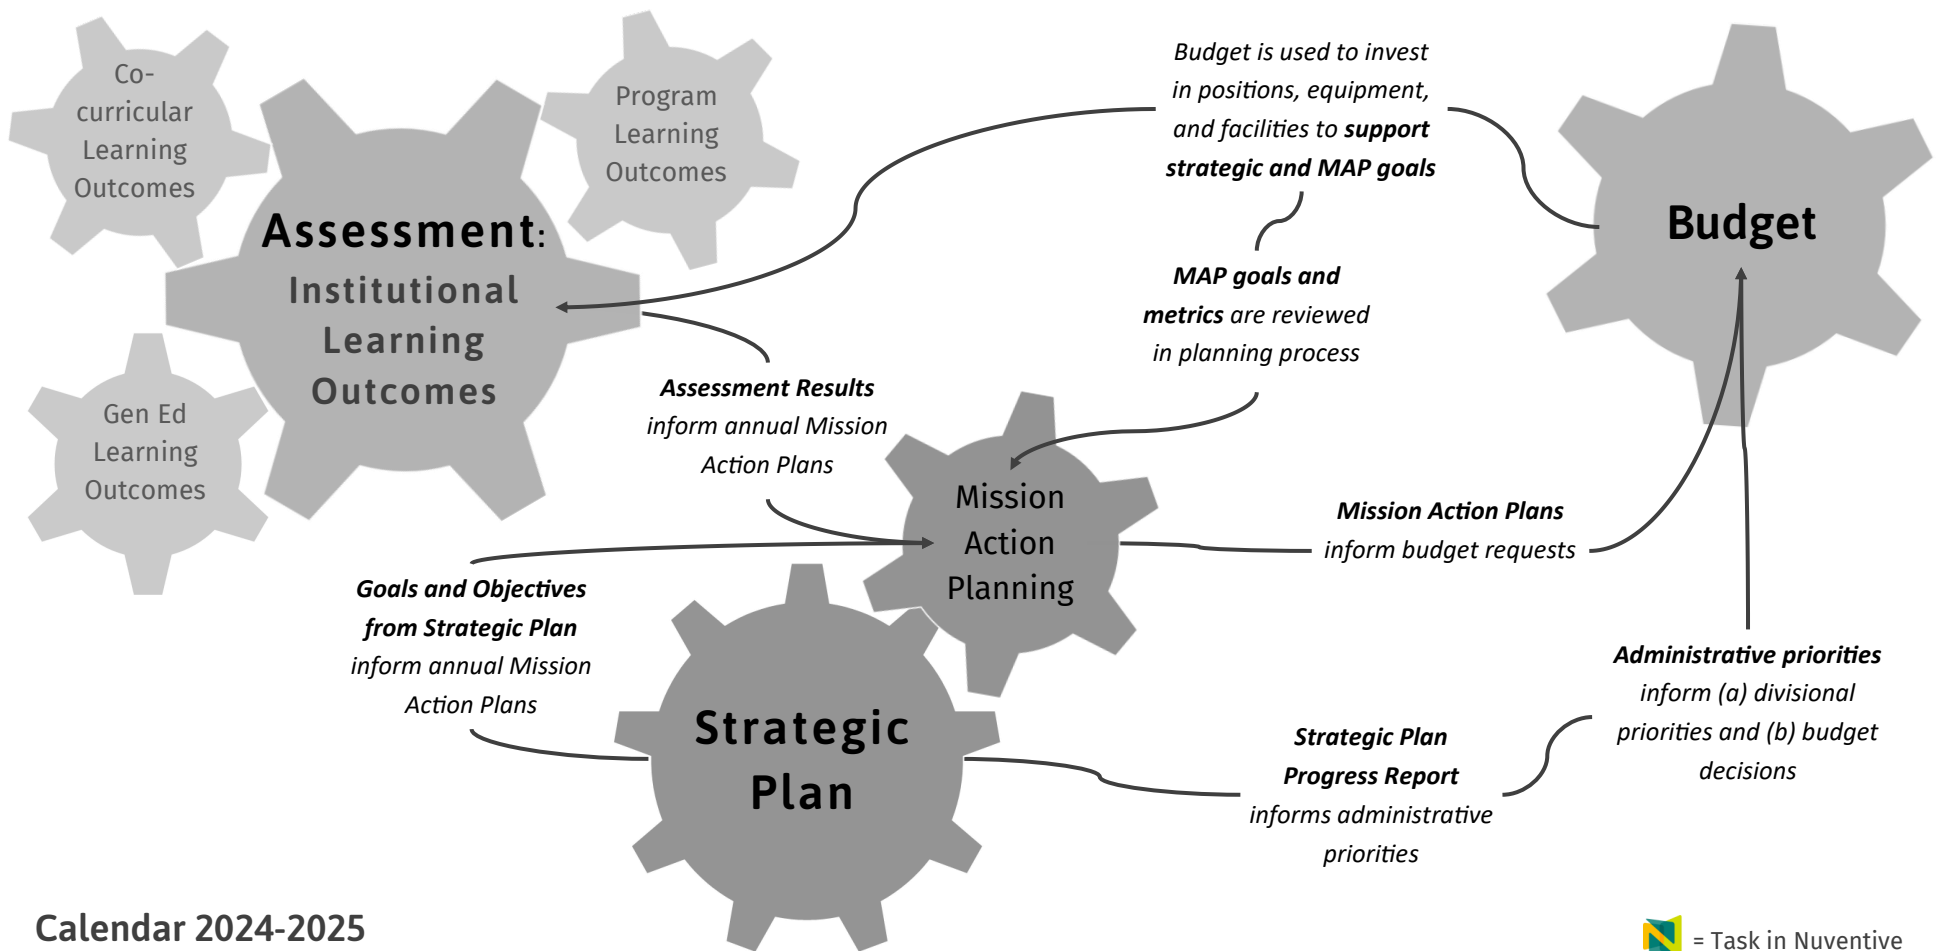 Co-
curricular
Learning
Outcomes
Program
Learning
Outcomes
Assessment:
Institutional
Learning
Outcomes
Gen Ed
Learning
Outcomes
Budget is used to invest
in positions, equipment,
and facilities to support
strategic and MAP goals
Budget
MAP goals and
metrics are reviewed
in planning process
Assessment Results
inform annual Mission
Action Plans
Mission
Action
Planning
Mission Action Plans
inform budget requests
Goals and Objectives
from Strategic Plan
inform annual Mission
Action Plans
Strategic
Plan
Strategic Plan
Progress Report
informs administrative
priorities
Administrative priorities
inform (a) divisional
priorities and (b) budget
decisions
Calendar 2024-2025
= Task in Nuventive